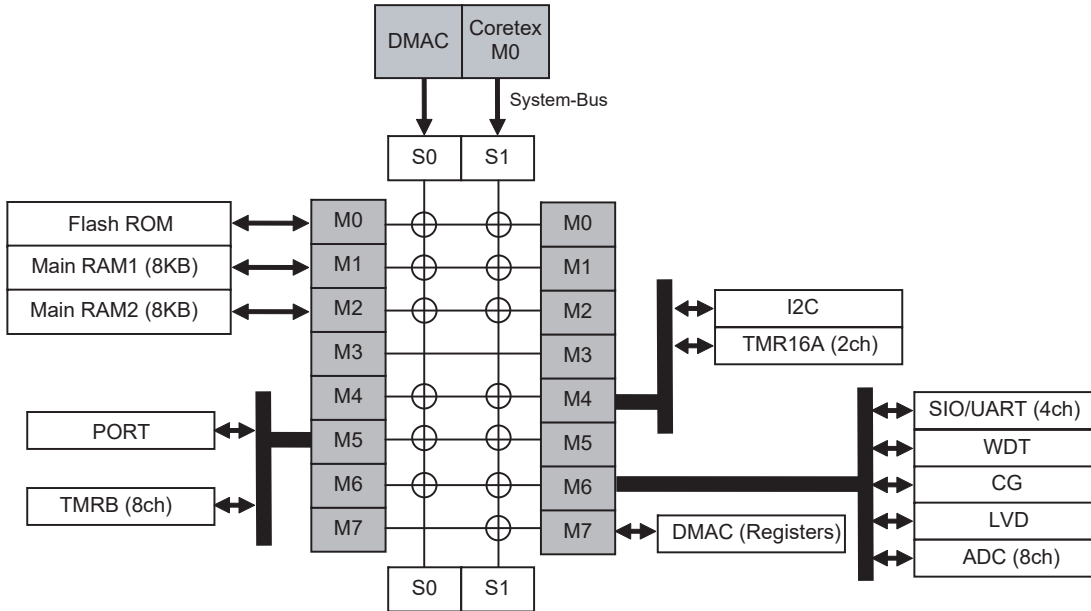 DMAC
Coretex
M0
System-Bus
S0
S1
Flash ROM
Main RAM1 (8KB)
Main RAM2 (8KB)
PORT
TMRB (8ch)
M0
M1
M2
M3
M4
M5
M6
M7
M0
M1
M2
M3
M4
M5
M6
M7
I2C
TMR16A (2ch)
SIO/UART (4ch)
WDT
CG
LVD
ADC (8ch)
DMAC (Registers)
S0
S1